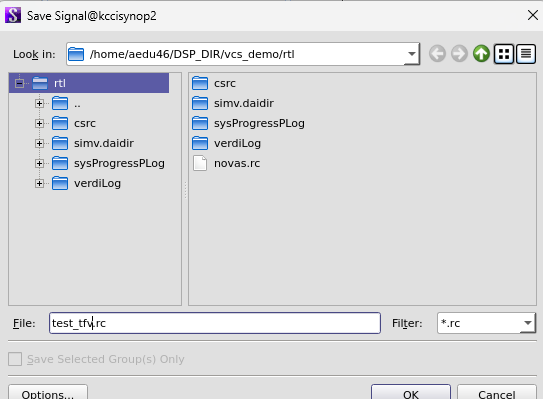 Save Signal@kccisynop2
Look in: /home/aedu46/DSP_DIR/vcs_demo/rtl
rtl
..
csrc
simv.daidir
sysProgressPLog
verdiLog
csrc
simv.daidir
sysProgressPLog
verdiLog
novas.rc
File: test_tfv.rc Filter: *.rc
Save Selected Group(s) Only
Options... OK Cancel